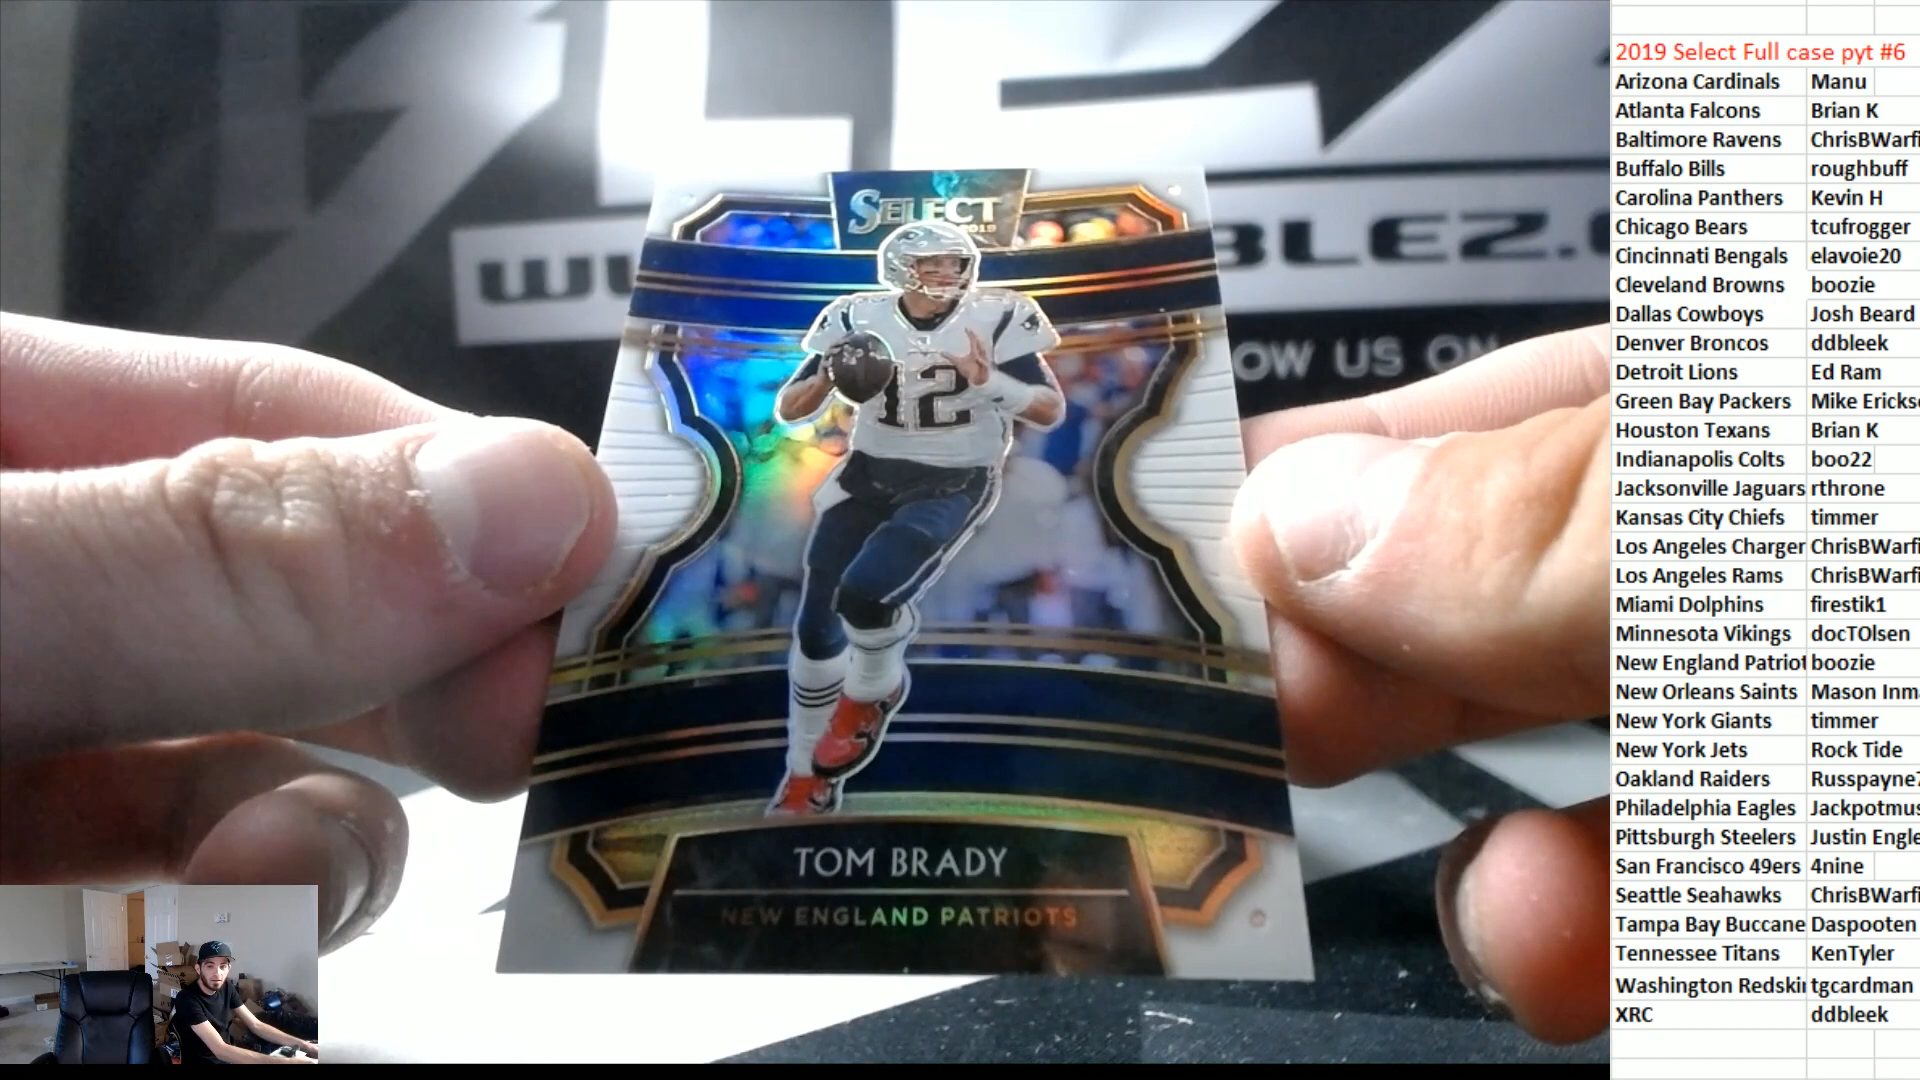 SELECT
2019
BLEZ.
OW US ON
12
TOM BRADY
NEW ENGLAND PATRIOTS
2019 Select Full case pyt #6
Arizona Cardinals Manu
Atlanta Falcons Brian K
Baltimore Ravens ChrisBWarfi
Buffalo Bills roughbuff
Carolina Panthers Kevin H
Chicago Bears tcufrogger
Cincinnati Bengals elavoie20
Cleveland Browns boozie
Dallas Cowboys Josh Beard
Denver Broncos ddbleek
Detroit Lions Ed Ram
Green Bay Packers Mike Erickso
Houston Texans Brian K
Indianapolis Colts boo22
Jacksonville Jaguars rthrone
Kansas City Chiefs timmer
Los Angeles Charger ChrisBWarfi
Los Angeles Rams ChrisBWarfi
Miami Dolphins firestik1
Minnesota Vikings docTOlsen
New England Patriot boozie
New Orleans Saints Mason Inm
New York Giants timmer
New York Jets Rock Tide
Oakland Raiders Russpayne7
Philadelphia Eagles Jackpotmus
Pittsburgh Steelers Justin Engle
San Francisco 49ers 4nine
Seattle Seahawks ChrisBWarfi
Tampa Bay Buccane Daspooten
Tennessee Titans KenTyler
Washington Redskin tgcardman
XRC ddbleek